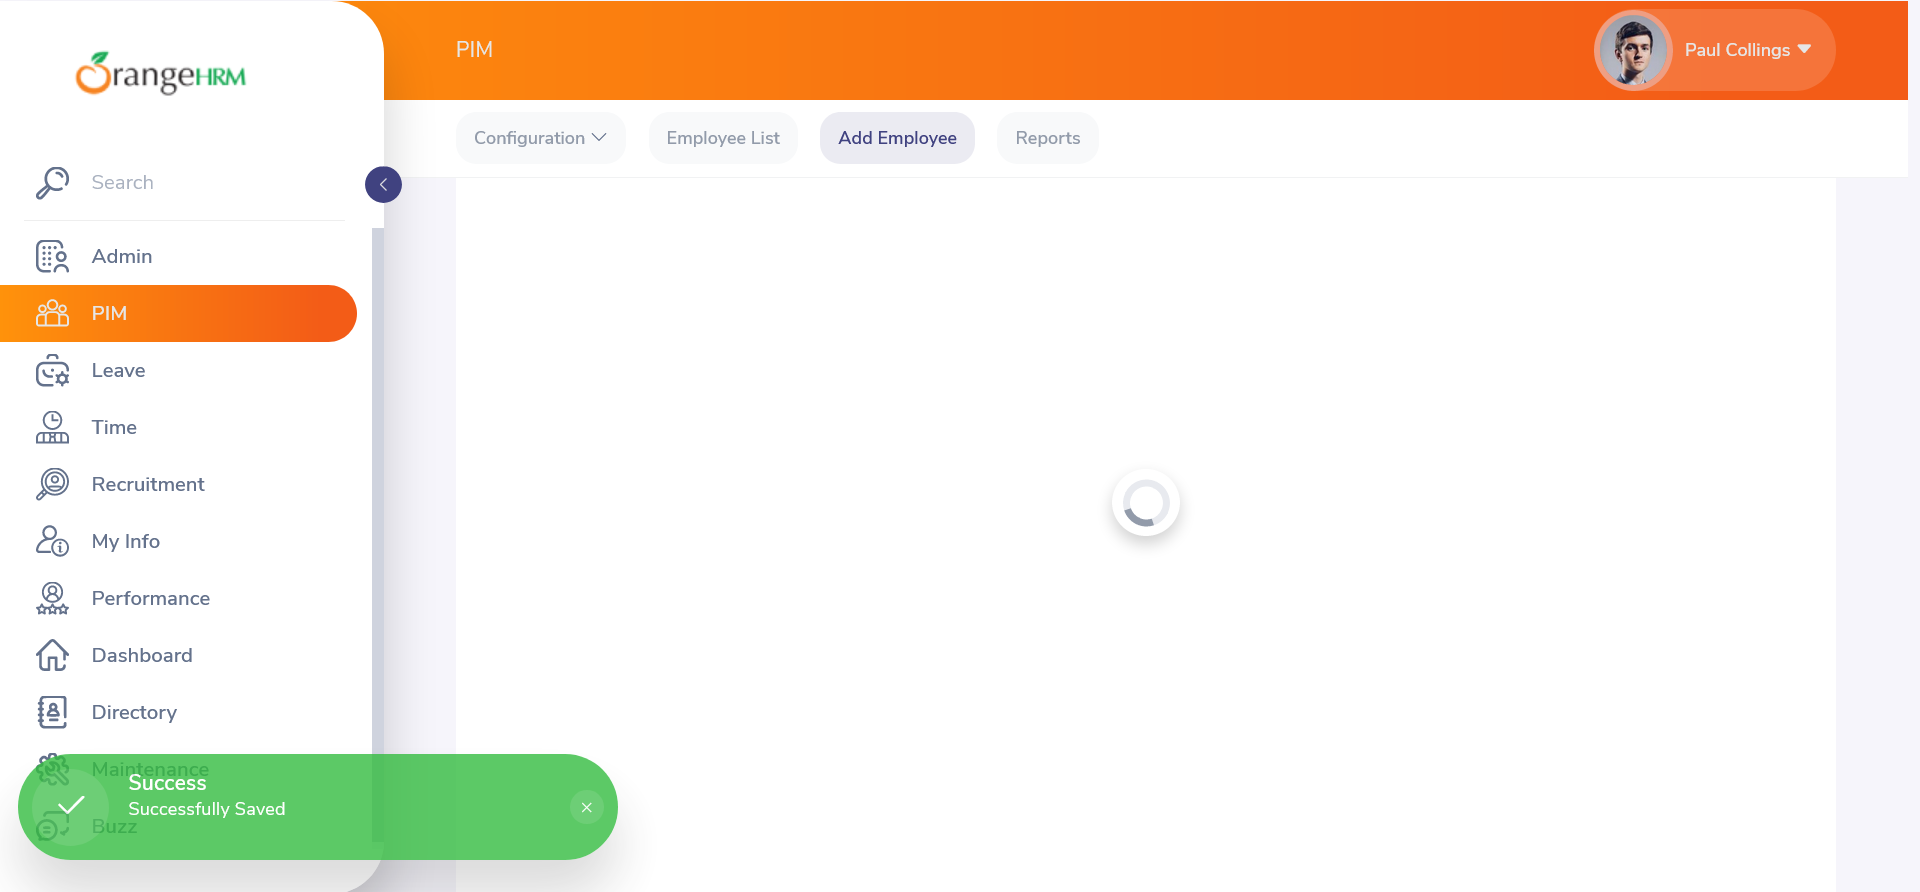 OrangeHRM
PIM
Paul Collings
Configuration
Employee List
Add Employee
Reports
Search
Admin
PIM
Leave
Time
Recruitment
My Info
Performance
Dashboard
Directory
Maintenance
Success
Successfully Saved
Buzz